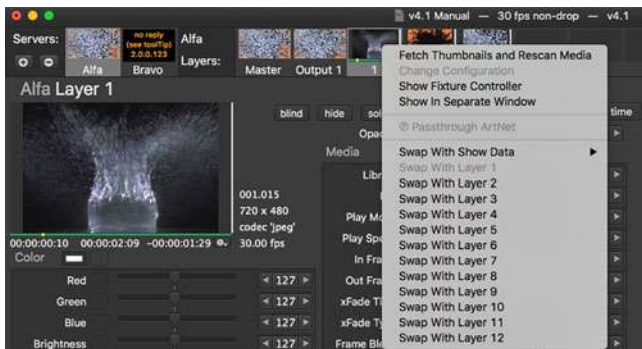 v4.1 Manual — 30 fps non-drop — v4.1
Servers:
no reply
(see toolTip)
2.0.0.123
Alfa
Layers:
Alfa
Bravo
Master
Output 1
1
Alfa Layer 1
blind
hide
time
Media
001.015
720 x 480
codec 'jpeg'
30.00 fps
00:00:00:10
00:00:02:09
-00:00:01:29
Color
Red
127
Green
127
Blue
127
Brightness
127
Play Mo
Play Spe
In Fra
Out Fra
xFade Ti
xFade Ty
Frame Ble
Fetch Thumbnails and Rescan Media
Change Configuration
Show Fixture Controller
Show In Separate Window
Passthrough ArtNet
Swap With Show Data
Swap With Layer 1
Swap With Layer 2
Swap With Layer 3
Swap With Layer 4
Swap With Layer 5
Swap With Layer 6
Swap With Layer 7
Swap With Layer 8
Swap With Layer 9
Swap With Layer 10
Swap With Layer 11
Swap With Layer 12